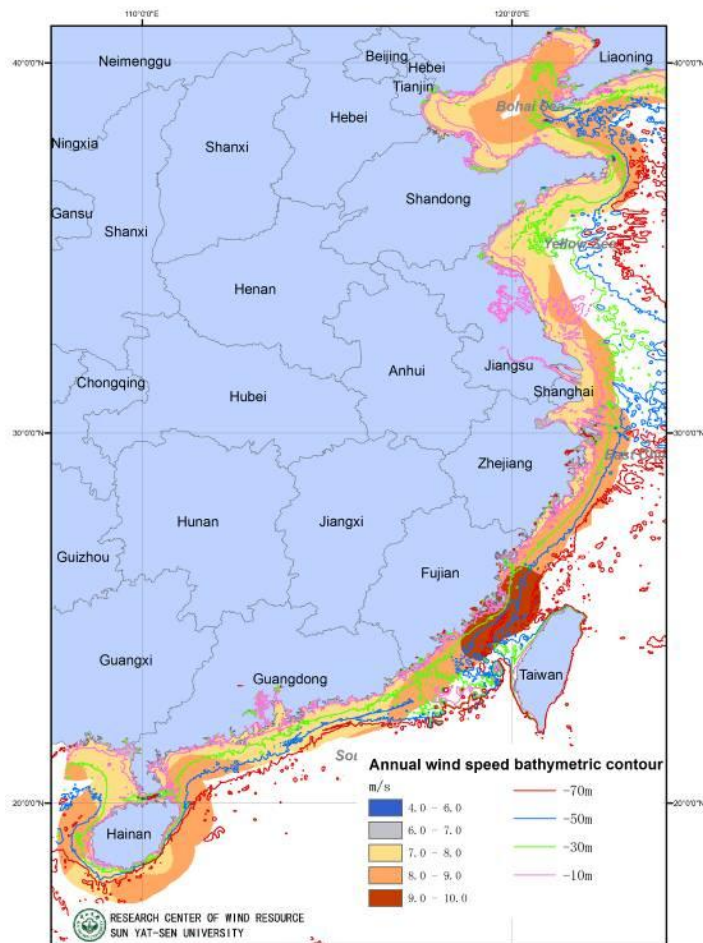 110°0'0"E
120°0'0"E
40°0'0"N
40°0'0"N
Neimenggu
Beijing
Hebei
Tianjin
Liaoning
Bohai Sea
Hebei
Ningxia
Shanxi
Shandong
Gansu
Shanxi
Yellow Sea
Henan
Jiangsu
Anhui
Chongqing
Hubei
Shanghai
30°0'0"N
30°0'0"N
Zhejiang
East
Hunan
Jiangxi
Guizhou
Fujian
Guangxi
Guangdong
Taiwan
Sou
Annual wind speed bathymetric contour
m/s
4.0 - 6.0
6.0 - 7.0
7.0 - 8.0
8.0 - 9.0
9.0 - 10.0
-70m
-50m
-30m
-10m
20°0'0"N
20°0'0"N
Hainan
RESEARCH CENTER OF WIND RESOURCE
SUN YAT-SEN UNIVERSITY